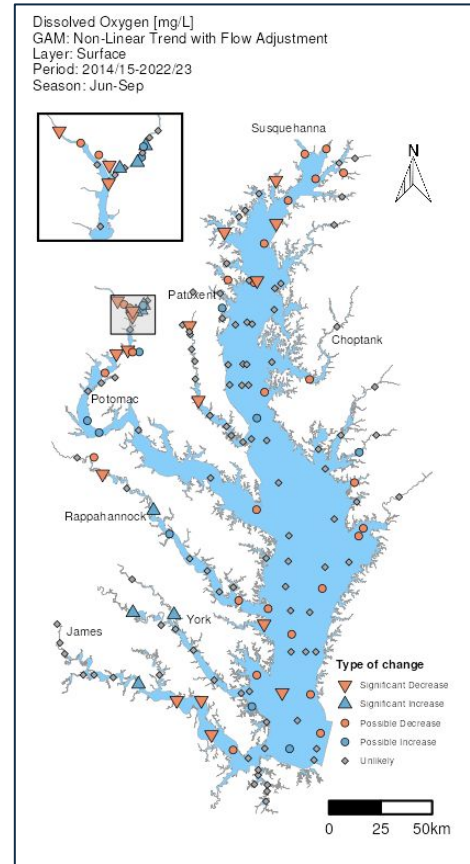 Dissolved Oxygen [mg/L]
GAM: Non-Linear Trend with Flow Adjustment
Layer: Surface
Period: 2014/15-2022/23
Season: Jun-Sep
Susquehanna
N
Patuxent
Choptank
Potomac
Rappahannock
York
James
Type of change
Significant Decrease
Significant Increase
Possible Decrease
Possible Increase
Unlikely
0 25 50km